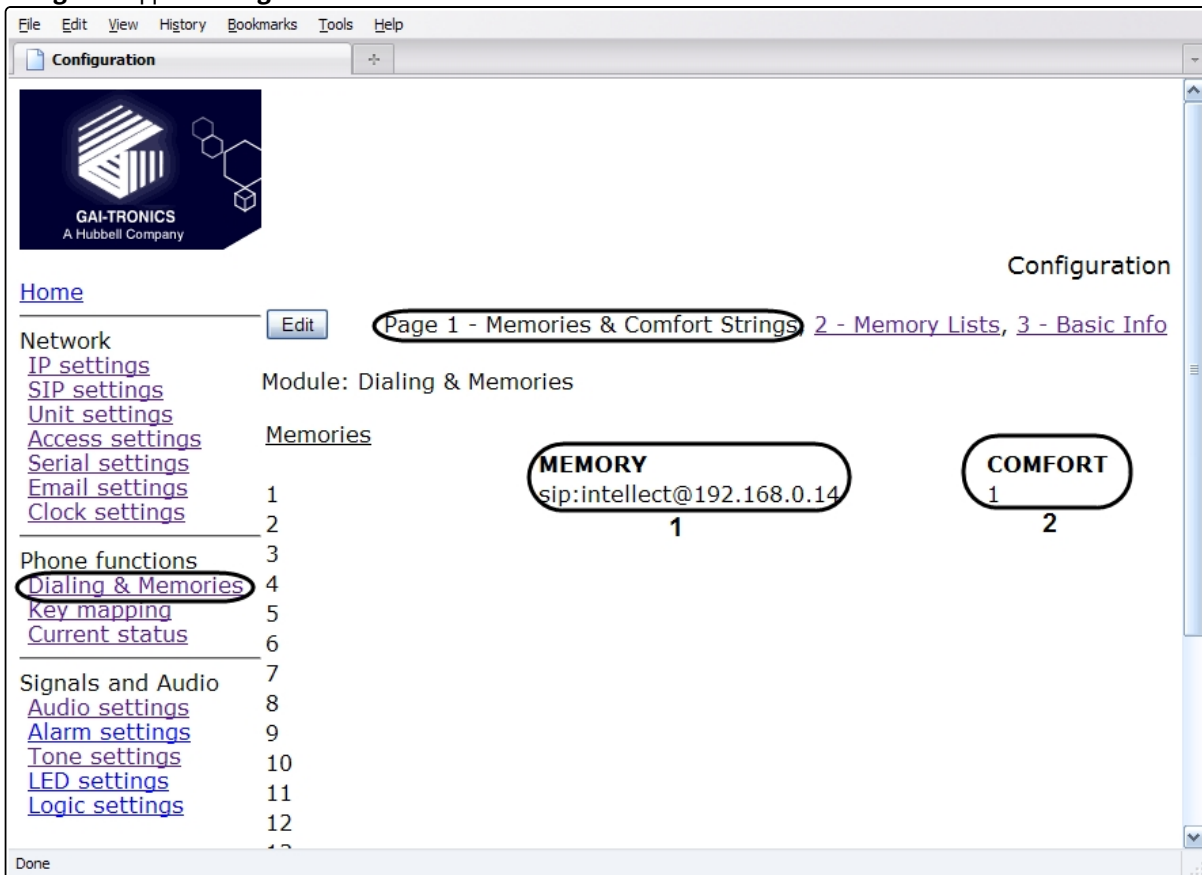 File Edit View History Bookmarks Tools Help
Configuration
GAI-TRONICS
A Hubbell Company
Configuration
Home
Edit Page 1 - Memories & Comfort Strings, 2 - Memory Lists, 3 - Basic Info
Network
IP settings
SIP settings
Unit settings
Access settings
Serial settings
Email settings
Clock settings
Phone functions
Dialing & Memories
Key mapping
Current status
Signals and Audio
Audio settings
Alarm settings
Tone settings
LED settings
Logic settings
Module: Dialing & Memories
Memories
MEMORY COMFORT
1 sip:intellect@192.168.0.14 1
1 2
2
3
4
5
6
7
8
9
10
11
12
Done